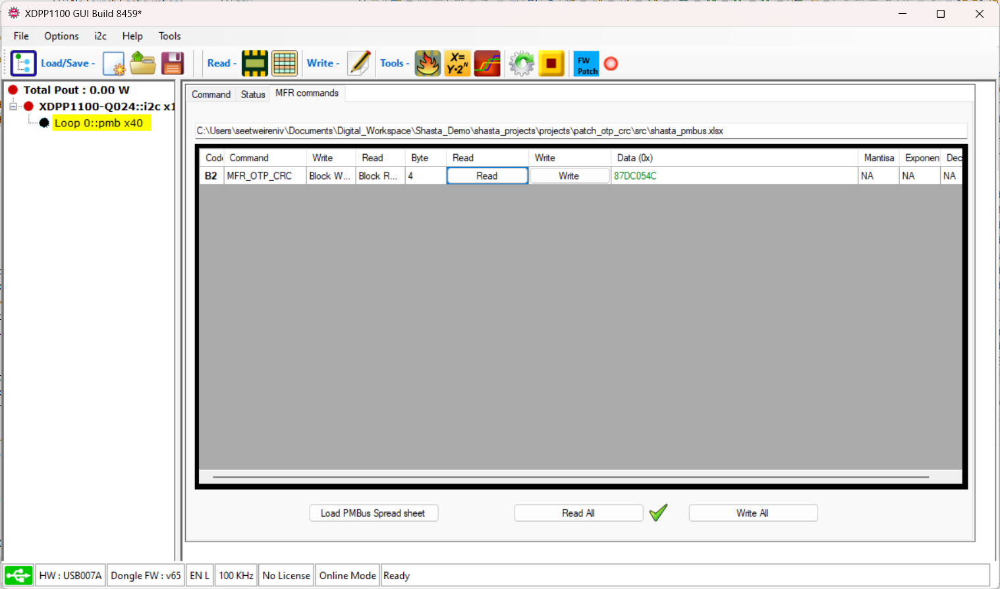 XDPP1100 GUI Build 8459*
File Options i2c Help Tools
Load/Save - Read - Write - X= Y·2ᴺ Tools - FW Patch
Total Pout : 0.00 W
XDPP1100-Q024::i2c x1
Loop 0::pmb x40
Command Status MFR commands
C:\Users\seetweireniv\Documents\Digital_Workspace\Shasta_Demo\shasta_projects\projects\patch_otp_crc\src\shasta_pmbus.xlsx
Code Command Write Read Byte Read Write Data (0x) Mantisa Exponen Dec
B2 MFR_OTP_CRC Block W... Block R... 4 Read Write 87DC054C NA NA NA
Load PMBus Spread sheet Read All Write All
HW : USB007A Dongle FW : v65 EN L 100 KHz No License Online Mode Ready